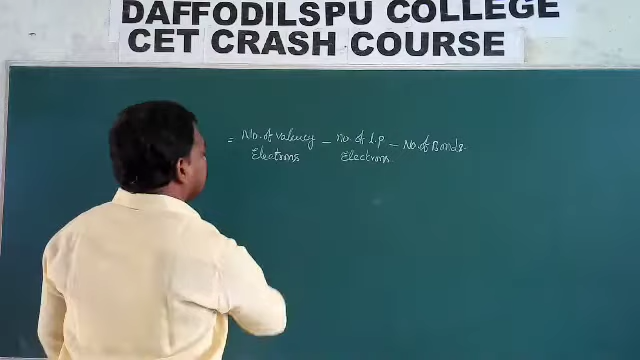 DAFFODILSPU COLLEGE
CET CRASH COURSE
= No. of valency – no. of l.p – No. of Bonds.
Electrons Electrons.